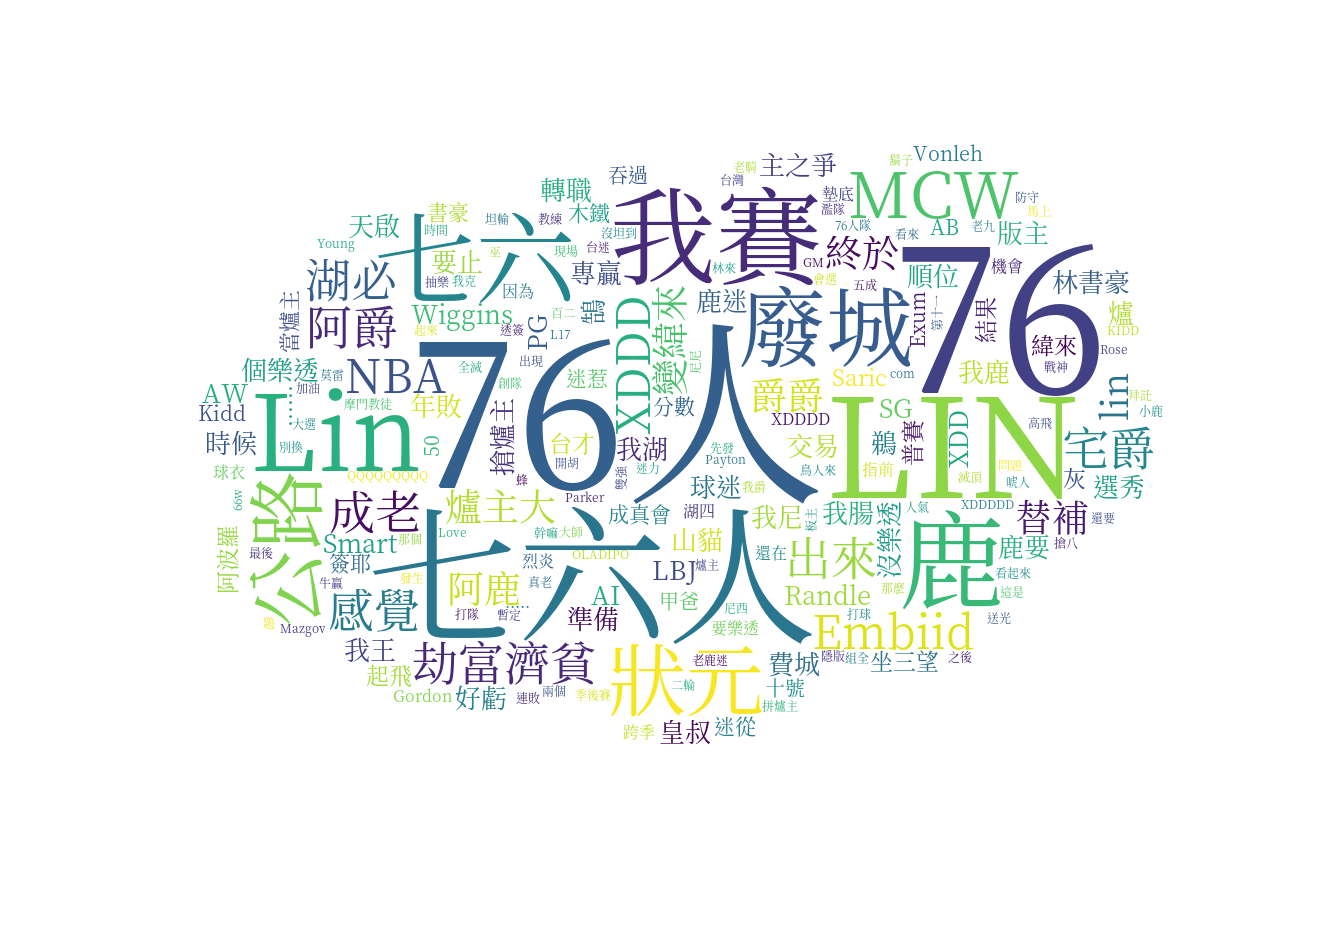 老騎
主之爭
鬍子
Vonleh
吞過
台灣
轉職
墊底
MCW
防守
書豪
木鐵
濫隊
馬上
天啟
坦輸
教練
我賽
76人隊
AB
老九
版主
時間
沒坦到
Young
七六
台迷
看來
終於
要止
巫
現場
專贏
林來
GM
順位
機會
湖必
抽樂
我克
因為
會選
五成
林書豪
當爐主
阿爵
Wiggins
百二
鴿
鹿迷
廢城
Exum
第十一
結果
爐
起來
透簽
PG
L17
XDDD
變緯來
76
KIDD
緯來
Rose
個樂透
莫雷
NBA
全滅
出現
尼尼
人
戰神
AW
加油
創隊
迷惹
爵爵
Saric
com
我鹿
拜託
Kidd
......
摩門教徒
年敗
76
分數
XDDDD
SG
lin
小鹿
時候
大選
Lin
搶爐主
台才
我湖
先發
交易
鵜
普賽
XDD
高飛
宅爵
別換
50
開胡
迷力
Payton
鳥人來
LIN
球衣
QQQQQQQQQ
蜂
雙強
球迷
我爵
指前
問題
滅頂
唬人
灰
選秀
66w
公路
成老
爐主大
Parker
成真會
湖四
我尼
板主
我腸
人氣
XDDDDD
替補
還要
Smart
那個
Love
幹嘛
大師
山貓
還在
出來
沒樂透
鹿
鹿要
搶八
阿波羅
最後
簽耶
七六人
烈炎
OLADIPO
LBJ
爐主
看起來
牛贏
發生
阿鹿
真老
.....
AI
甲爸
尼西
Randle
那麼
這是
龜
Mazgov
感覺
打隊
暫定
準備
要樂透
打球
Embiid
送光
我王
劫富濟貧
狀元
老鹿迷
費城
隱版
組全
坐三望
之後
起飛
Gordon
好虧
連敗
兩個
季後賽
二輪
十號
拼爐主
跨季
皇叔
迷從